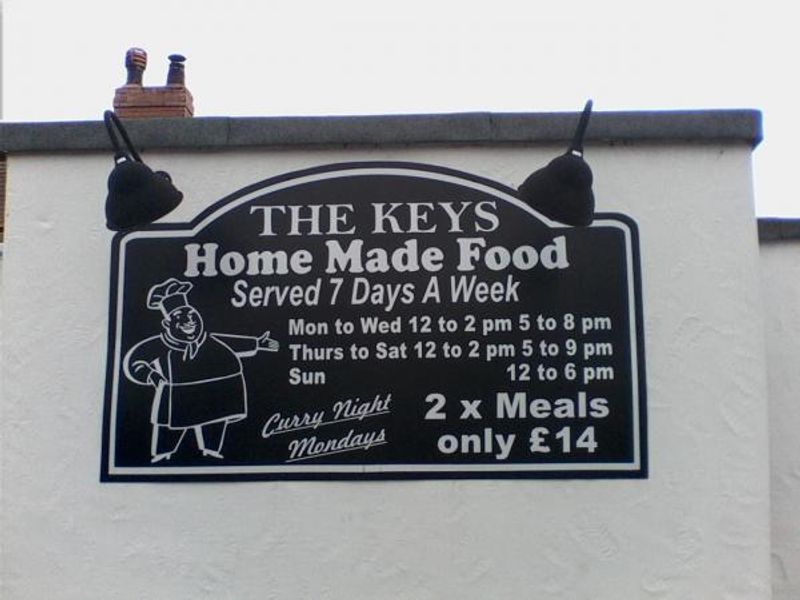 THE KEYS
Home Made Food
Served 7 Days A Week
Mon to Wed 12 to 2 pm 5 to 8 pm
Thurs to Sat 12 to 2 pm 5 to 9 pm
Sun 12 to 6 pm
Curry Night
Mondays
2 x Meals
only £14